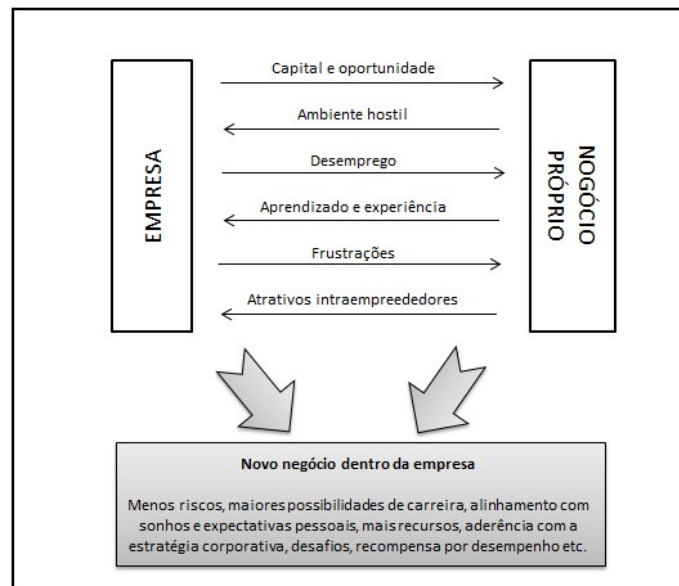 Capital e oportunidade
Ambiente hostil
Desemprego
Aprendizado e experiência
Frustrações
Atrativos intraempreededores
EMPRESA
NOGÓCIO
PRÓPRIO
Novo negócio dentro da empresa
Menos riscos, maiores possibilidades de carreira, alinhamento com
sonhos e expectativas pessoais, mais recursos, aderência com a
estratégia corporativa, desafios, recompensa por desempenho etc.